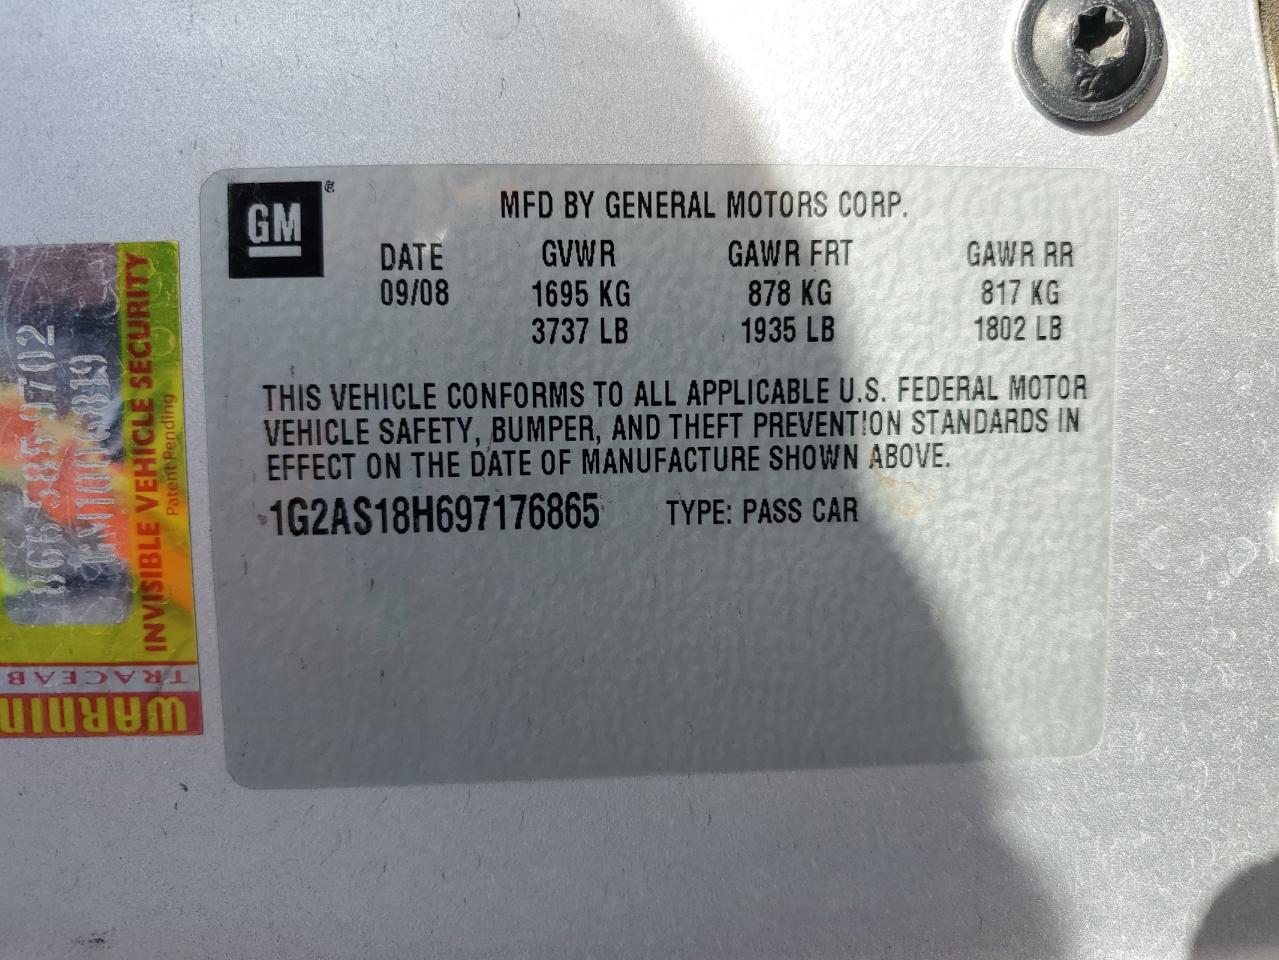 GM
MFD BY GENERAL MOTORS CORP.
DATE GVWR GAWR FRT GAWR RR
09/08 1695 KG 878 KG 817 KG
3737 LB 1935 LB 1802 LB
THIS VEHICLE CONFORMS TO ALL APPLICABLE U.S. FEDERAL MOTOR
VEHICLE SAFETY, BUMPER, AND THEFT PREVENTION STANDARDS IN
EFFECT ON THE DATE OF MANUFACTURE SHOWN ABOVE.
1G2AS18H697176865 TYPE: PASS CAR
INVISIBLE VEHICLE SECURITY
Patent Pending
TRACEAB
WARNIN